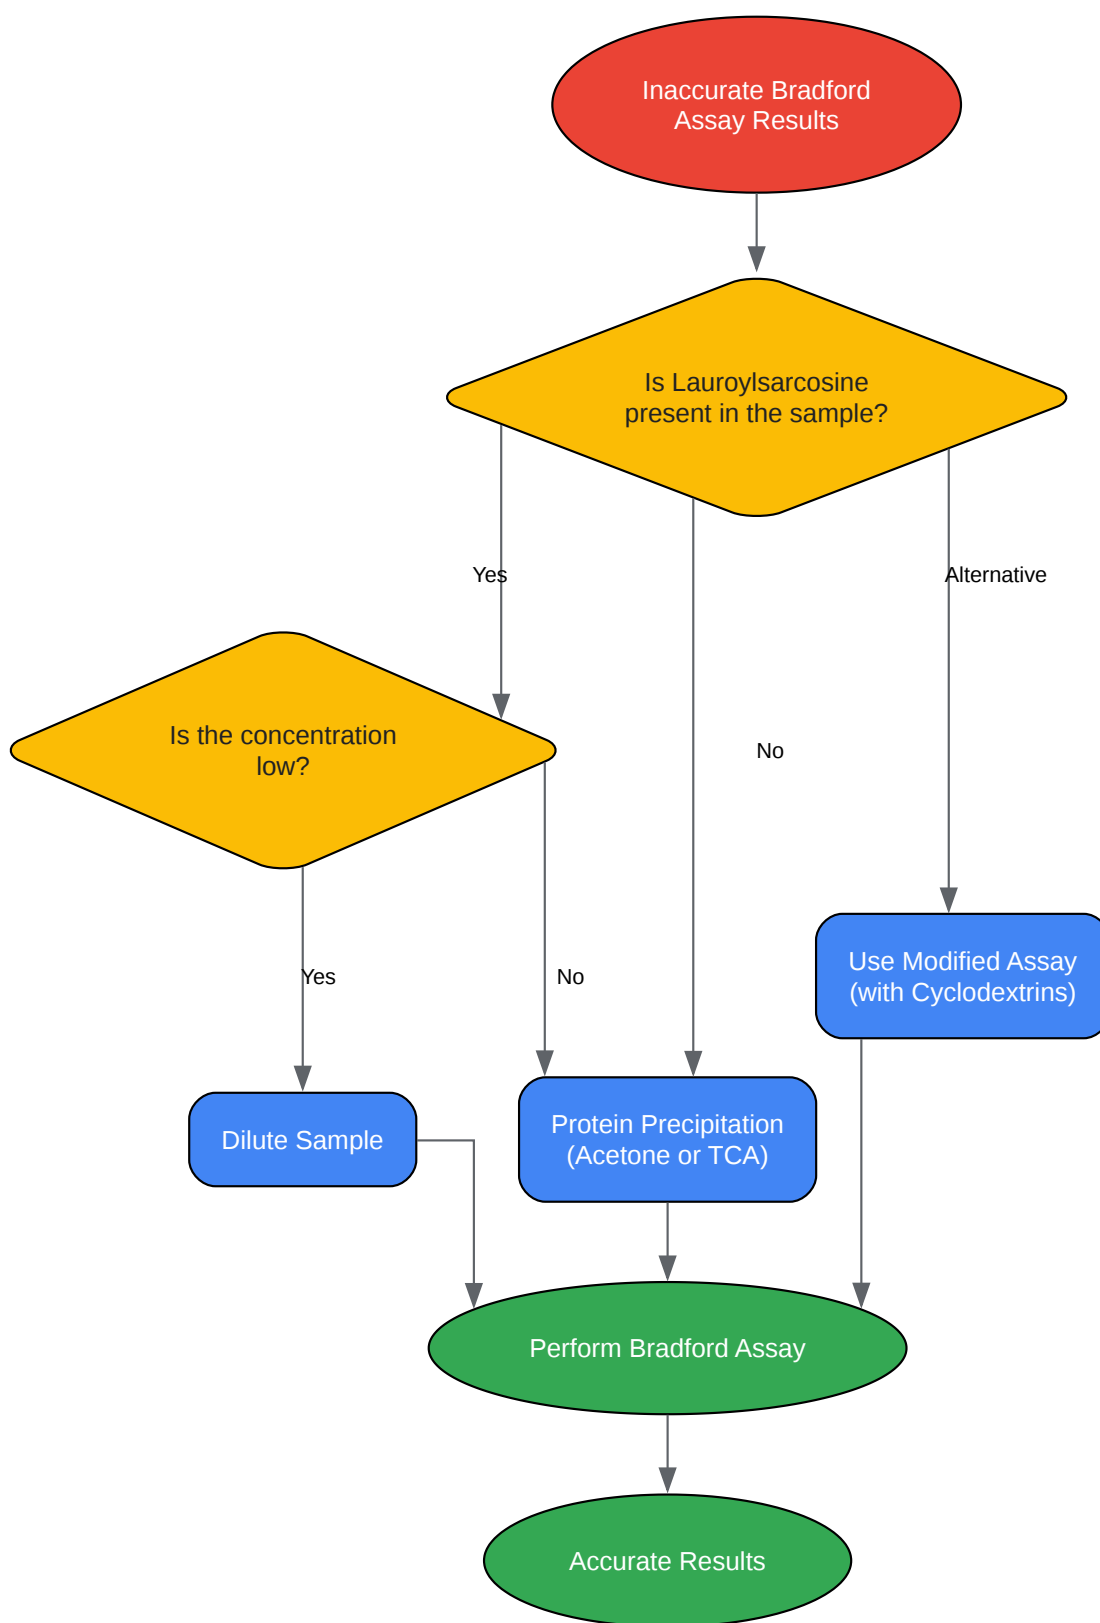 Inaccurate Bradford
Assay Results
Is Lauroylsarcosine
present in the sample?
Yes
Alternative
Is the concentration
low?
No
Yes
No
Use Modified Assay
(with Cyclodextrins)
Dilute Sample
Protein Precipitation
(Acetone or TCA)
Perform Bradford Assay
Accurate Results